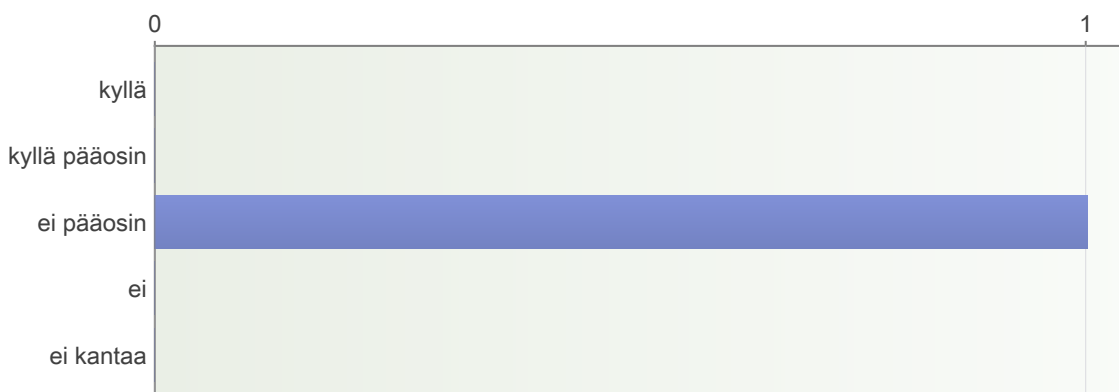 0 1
kyllä
kyllä pääosin
ei pääosin
ei
ei kantaa